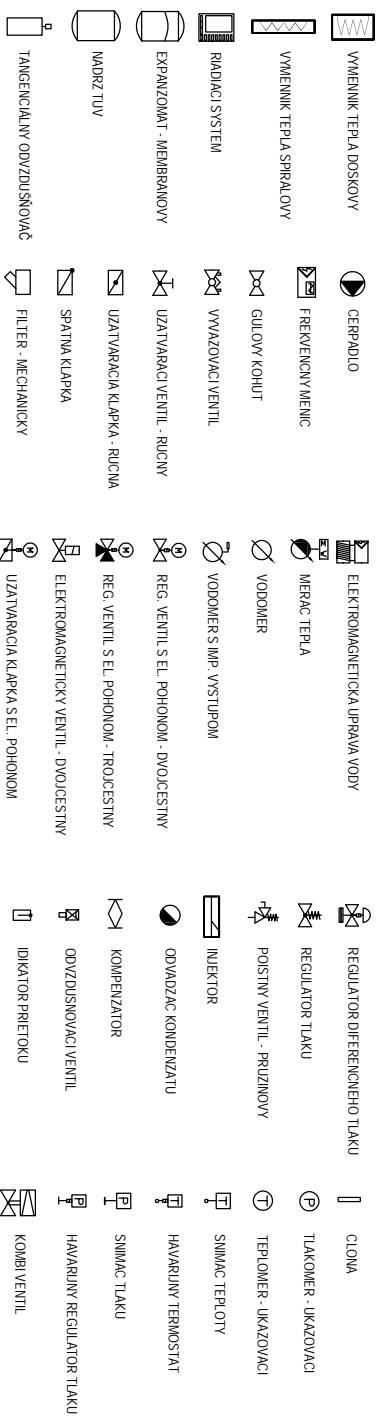 VYMENNIK TEPLA DOSKOVY
VYMENNIK TEPLA SPIRALOVY
RIADIACI SYSTEM
EXPANZOMAT - MEMBRANOVY
NADRZ TUV
TANGENCIÁLNY ODVZDUŠŇOVAČ
CERPADLO
FREKVENCNY MENIC
GULOVY KOHUT
VYVAZOVACI VENTIL
UZATVARACI VENTIL - RUCNY
UZATVARACIA KLAPKA - RUCNA
SPATNA KLAPKA
FILTER - MECHANICKY
ELEKTROMAGNETICKA UPRAVA VODY
MERAC TEPLA
VODOMER
VODOMER S IMP. VYSTUPOM
M REG. VENTIL S EL. POHONOM - DVOJCESTNY
M REG. VENTIL S EL. POHONOM - TROJCESTNY
ELEKTROMAGNETICKY VENTIL - DVOJCESTNY
M UZATVARACIA KLAPKA S EL. POHONOM
REGULATOR DIFERENCNEHO TLAKU
REGULATOR TLAKU
POISTNY VENTIL - PRUZINOVY
INJEKTOR
ODVADZAC KONDENZATU
KOMPENZATOR
ODVZDUSNOVACI VENTIL
IDIKATOR PRIETOKU
CLONA
P TLAKOMER - UKAZOVACI
T TEPLOMER - UKAZOVACI
T SNIMAC TEPLOTY
T HAVARIJNY TERMOSTAT
P SNIMAC TLAKU
P HAVARIJNY REGULATOR TLAKU
KOMBI VENTIL